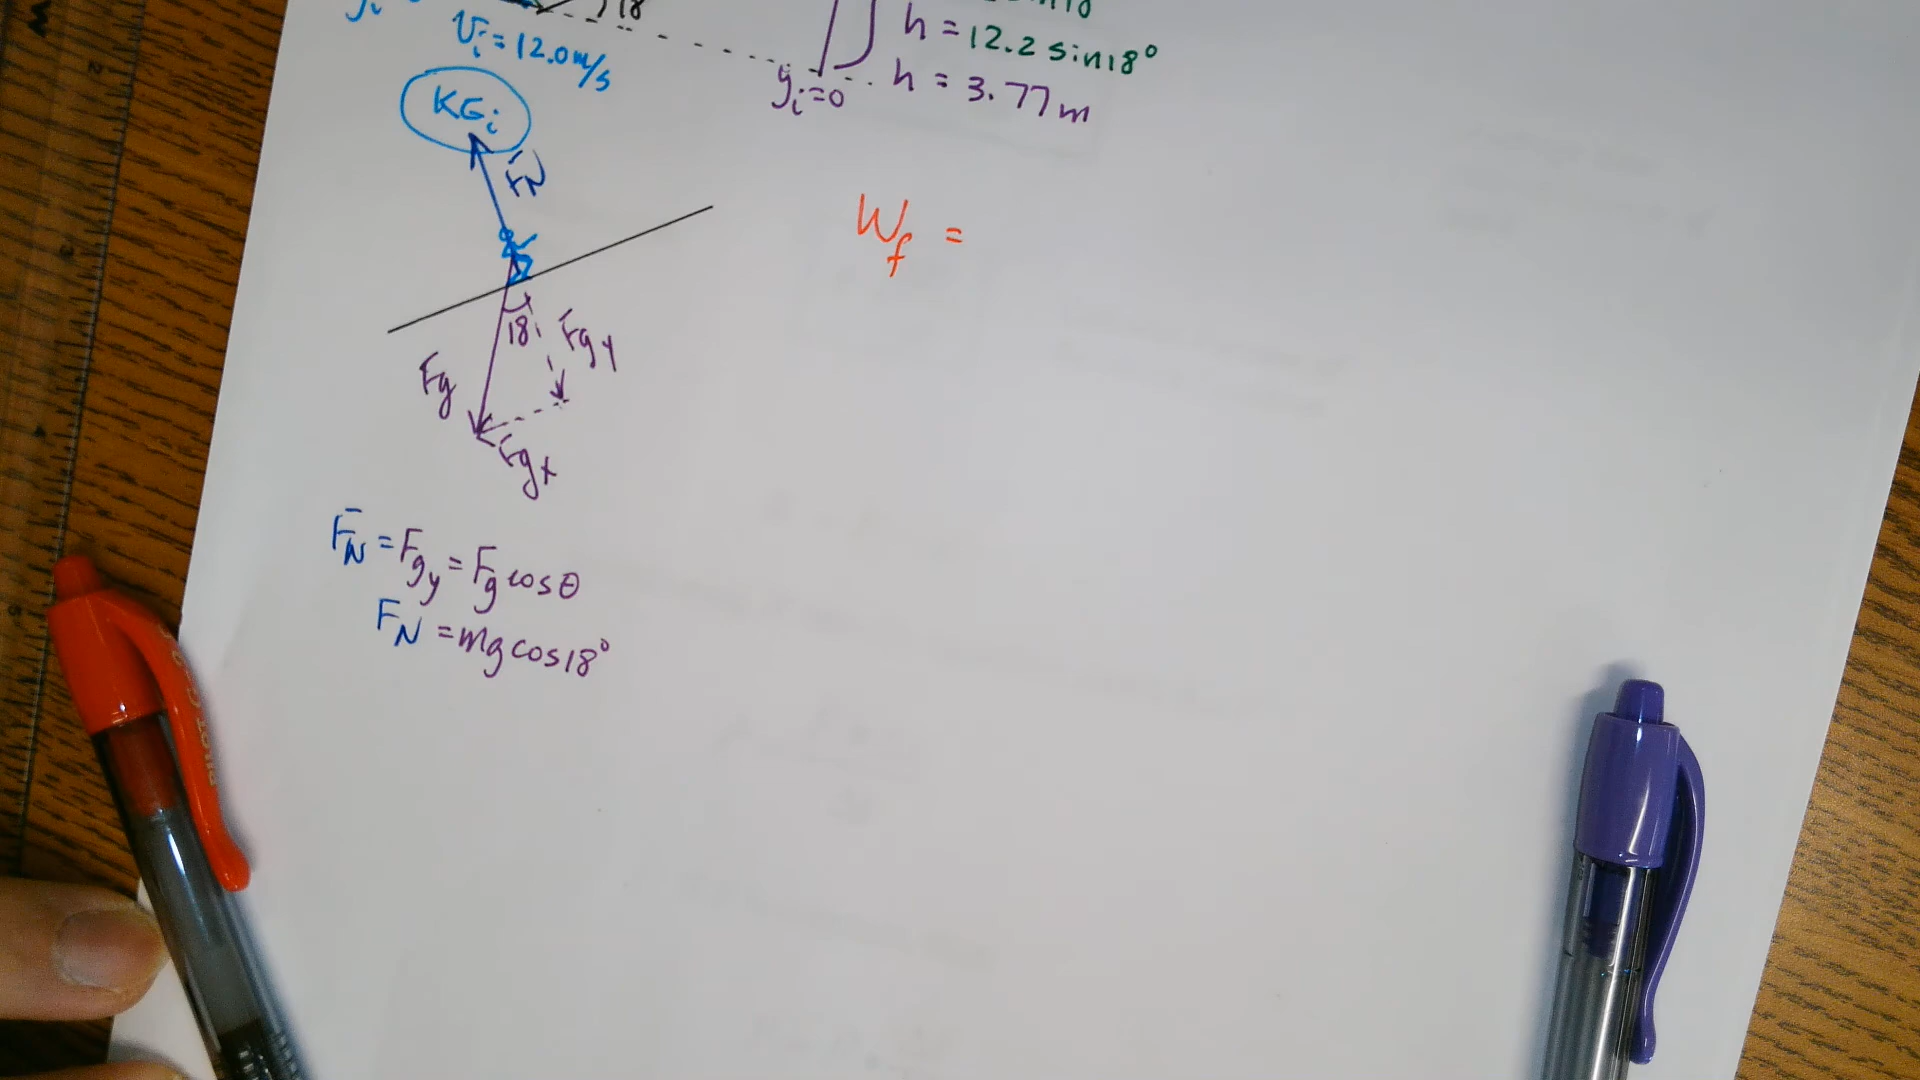 18
h = 12.2 sin18°
vi = 12.0 m/s
yi=0
h = 3.77m
KEi
FN
Wf =
18
Fgy
Fg
Fgx
FN = Fgy = Fg cosθ
FN = mg cos18°